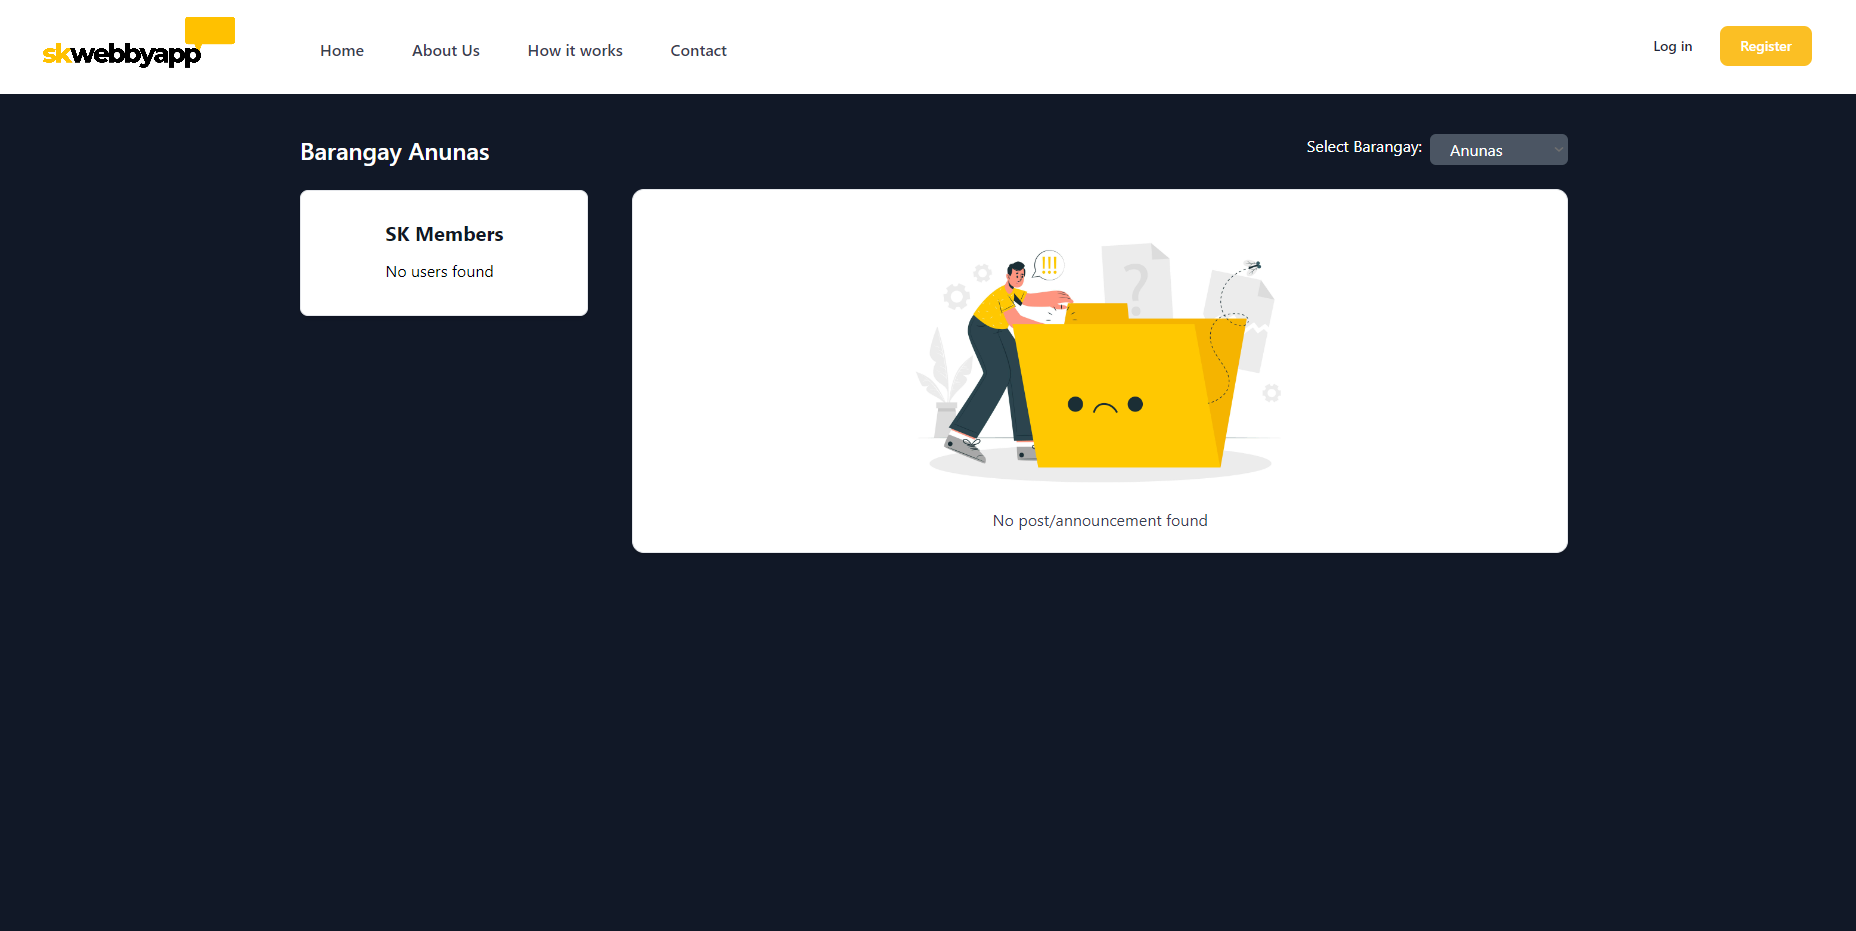 skwebbyapp
Home About Us How it works Contact
Log in
Register
Barangay Anunas
Select Barangay: Anunas
SK Members
No users found
!!!
?
No post/announcement found